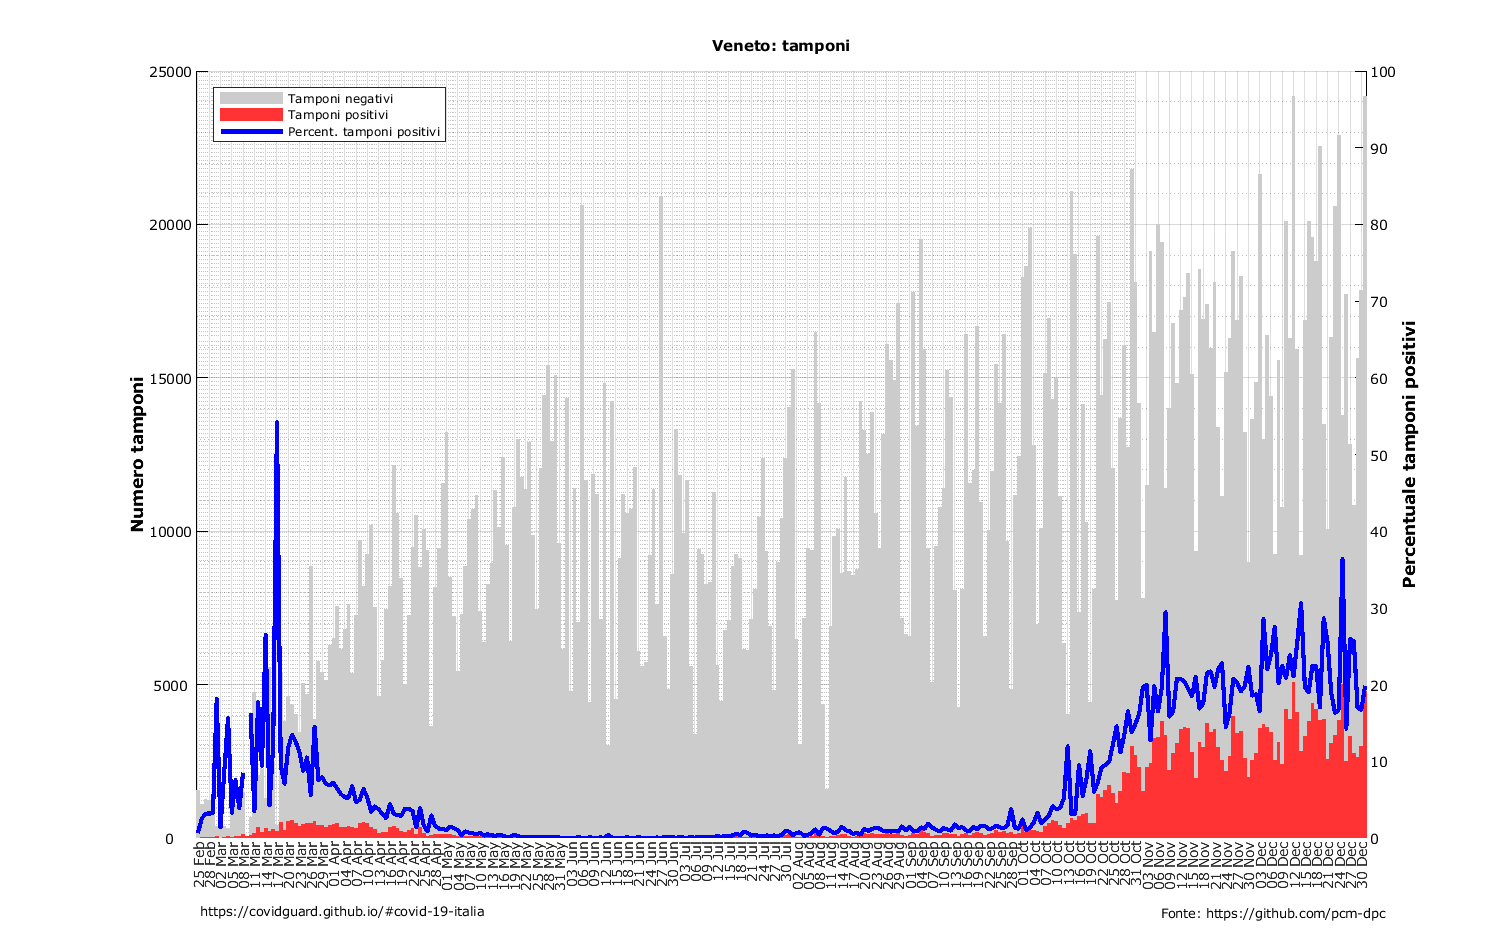 Veneto: tamponi
25000
20000
15000
10000
5000
0
Numero tamponi
Tamponi negativi
Tamponi positivi
Percent. tamponi positivi
100
90
80
70
60
50
40
30
20
10
0
Percentuale tamponi positivi
25 Feb
28 Feb
02 Mar
05 Mar
08 Mar
11 Mar
14 Mar
17 Mar
20 Mar
23 Mar
26 Mar
29 Mar
01 Apr
04 Apr
07 Apr
10 Apr
13 Apr
16 Apr
19 Apr
22 Apr
25 Apr
28 Apr
01 May
04 May
07 May
10 May
13 May
16 May
19 May
22 May
25 May
28 May
31 May
03 Jun
06 Jun
09 Jun
12 Jun
15 Jun
18 Jun
21 Jun
24 Jun
27 Jun
30 Jun
03 Jul
06 Jul
09 Jul
12 Jul
15 Jul
18 Jul
21 Jul
24 Jul
27 Jul
30 Jul
02 Aug
05 Aug
08 Aug
11 Aug
14 Aug
17 Aug
20 Aug
23 Aug
26 Aug
29 Aug
01 Sep
04 Sep
07 Sep
10 Sep
13 Sep
16 Sep
19 Sep
22 Sep
25 Sep
28 Sep
01 Oct
04 Oct
07 Oct
10 Oct
13 Oct
16 Oct
19 Oct
22 Oct
25 Oct
28 Oct
31 Oct
03 Nov
06 Nov
09 Nov
12 Nov
15 Nov
18 Nov
21 Nov
24 Nov
27 Nov
30 Nov
03 Dec
06 Dec
09 Dec
12 Dec
15 Dec
18 Dec
21 Dec
24 Dec
27 Dec
30 Dec
https://covidguard.github.io/#covid-19-italia
Fonte: https://github.com/pcm-dpc